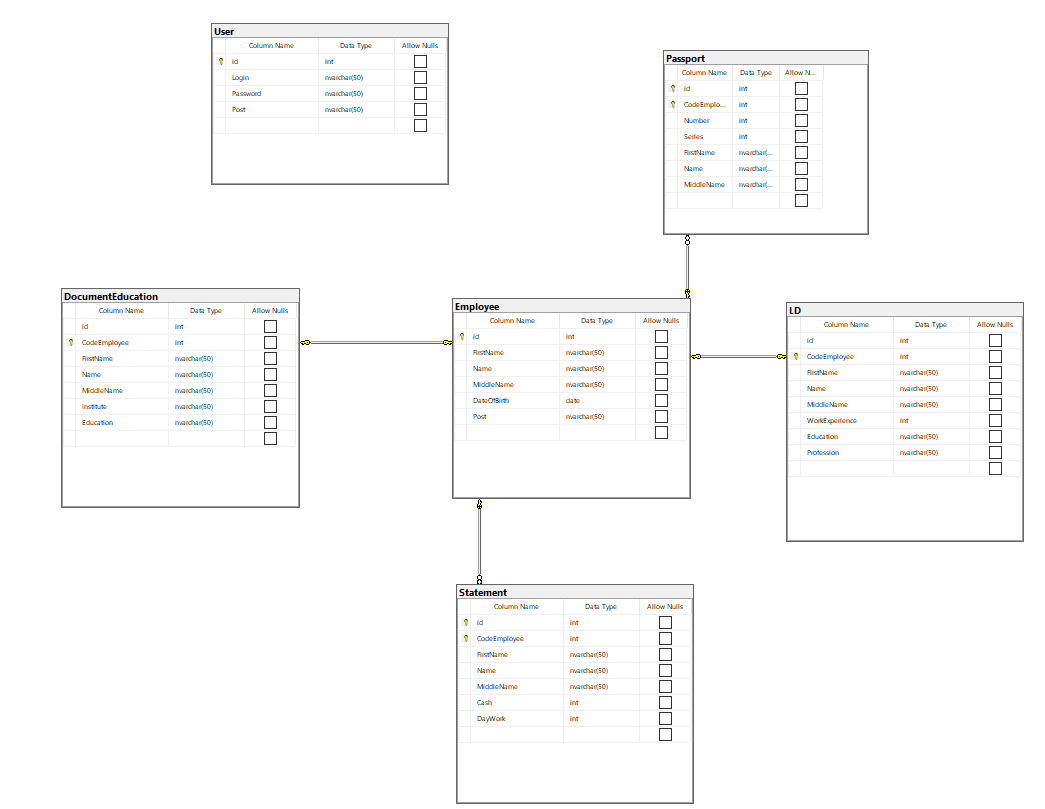 User
Column Name Data Type Allow Nulls
id int
Login nvarchar(50)
Password nvarchar(50)
Post nvarchar(50)
Passport
Column Name Data Type Allow N...
id int
CodeEmplo... int
Number int
Series int
FirstName nvarchar(...
Name nvarchar(...
MiddleName nvarchar(...
DocumentEducation
Column Name Data Type Allow Nulls
id int
CodeEmployee int
FirstName nvarchar(50)
Name nvarchar(50)
MiddleName nvarchar(50)
Institute nvarchar(50)
Education nvarchar(50)
Employee
Column Name Data Type Allow Nulls
id int
FirstName nvarchar(50)
Name nvarchar(50)
MiddleName nvarchar(50)
DateOfBirth date
Post nvarchar(50)
LD
Column Name Data Type Allow Nulls
id int
CodeEmployee int
FirstName nvarchar(50)
Name nvarchar(50)
MiddleName nvarchar(50)
WorkExperience int
Education nvarchar(50)
Profession nvarchar(50)
Statement
Column Name Data Type Allow Nulls
id int
CodeEmployee int
FirstName nvarchar(50)
Name nvarchar(50)
MiddleName nvarchar(50)
Cash int
DayWork int